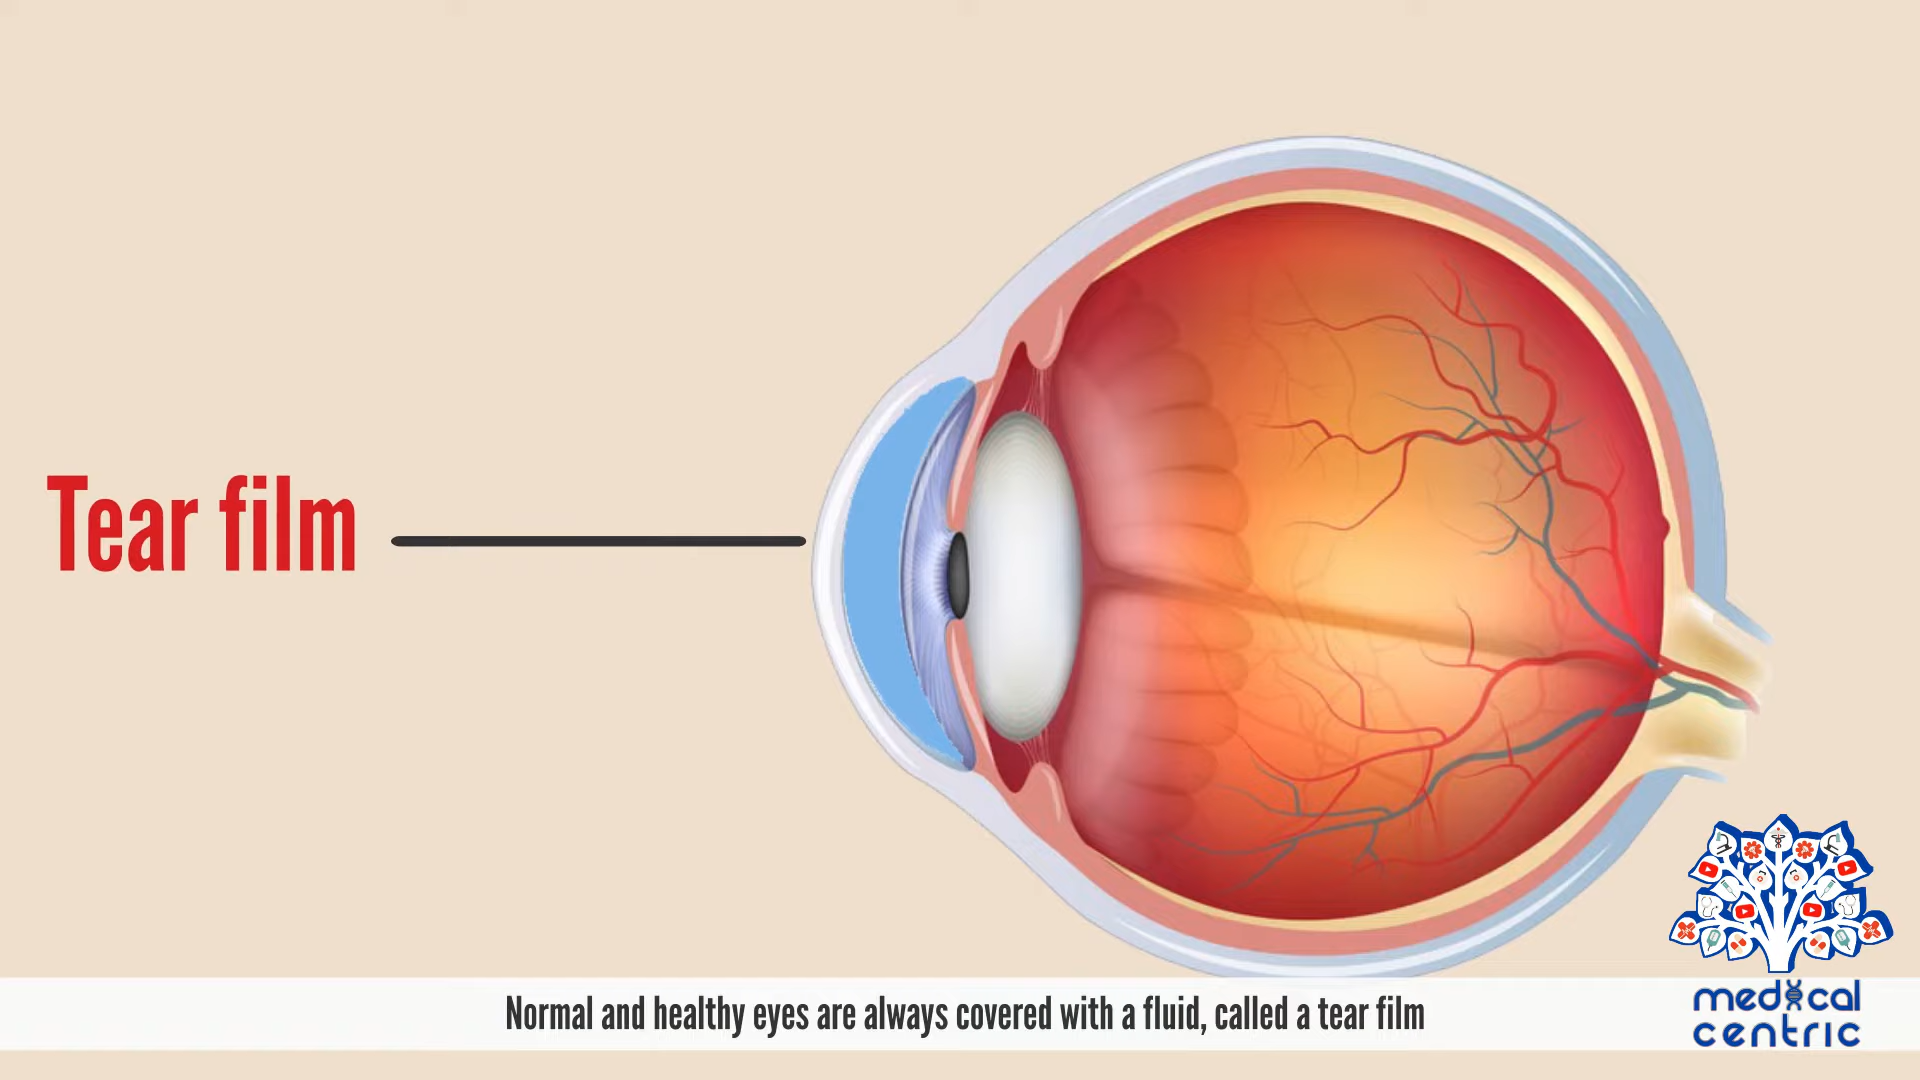 Tear film
Normal and healthy eyes are always covered with a fluid, called a tear film
medical
centric